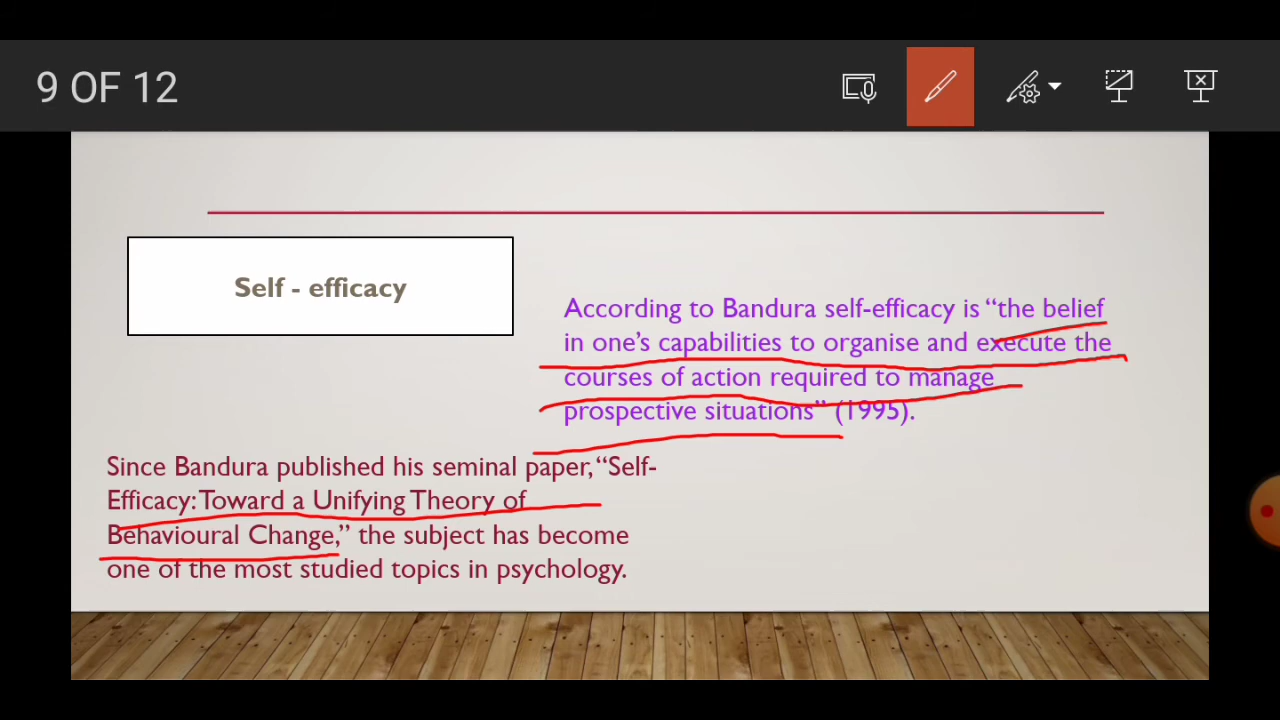 9 OF 12
Self - efficacy
According to Bandura self-efficacy is “the belief
in one’s capabilities to organise and execute the
courses of action required to manage
prospective situations” (1995).
Since Bandura published his seminal paper, “Self-
Efficacy: Toward a Unifying Theory of
Behavioural Change,” the subject has become
one of the most studied topics in psychology.